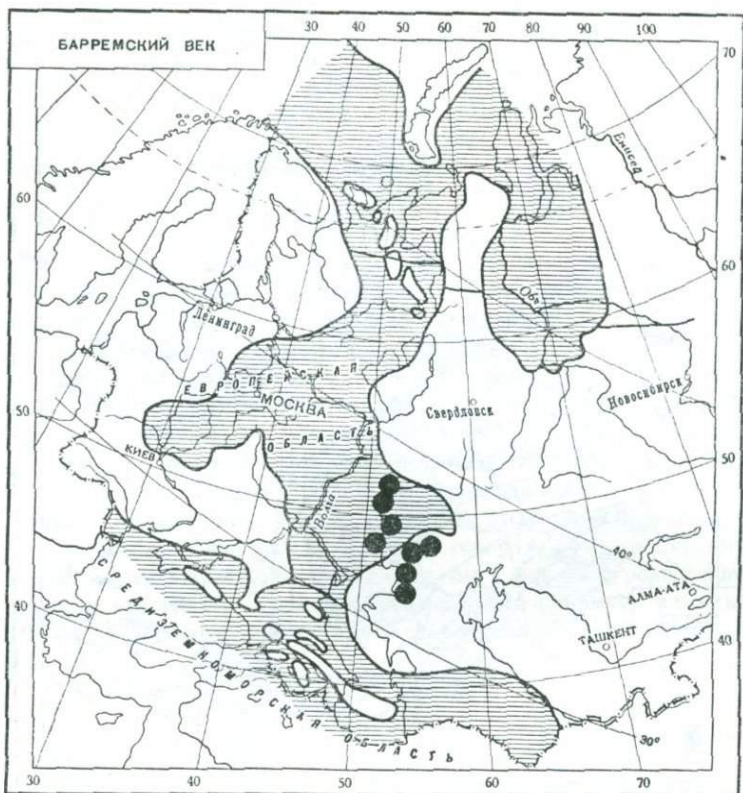 БАРРЕМСКИЙ ВЕК
30 40 50 60 70 80 90 100
70
Енисей
60
60
Обь
Ленинград
ЕВРОПЕЙСКАЯ
МОСКВА
Новосибирск
Свердловск
50
ОБЛАСТЬ
КИЕВ
50
Волга
40°
АЛМА-АТА
40
ТАШКЕНТ
40
СРЕДИЗЕМНОМОРСКАЯ ОБЛАСТЬ
30°
30 40 50 60 70